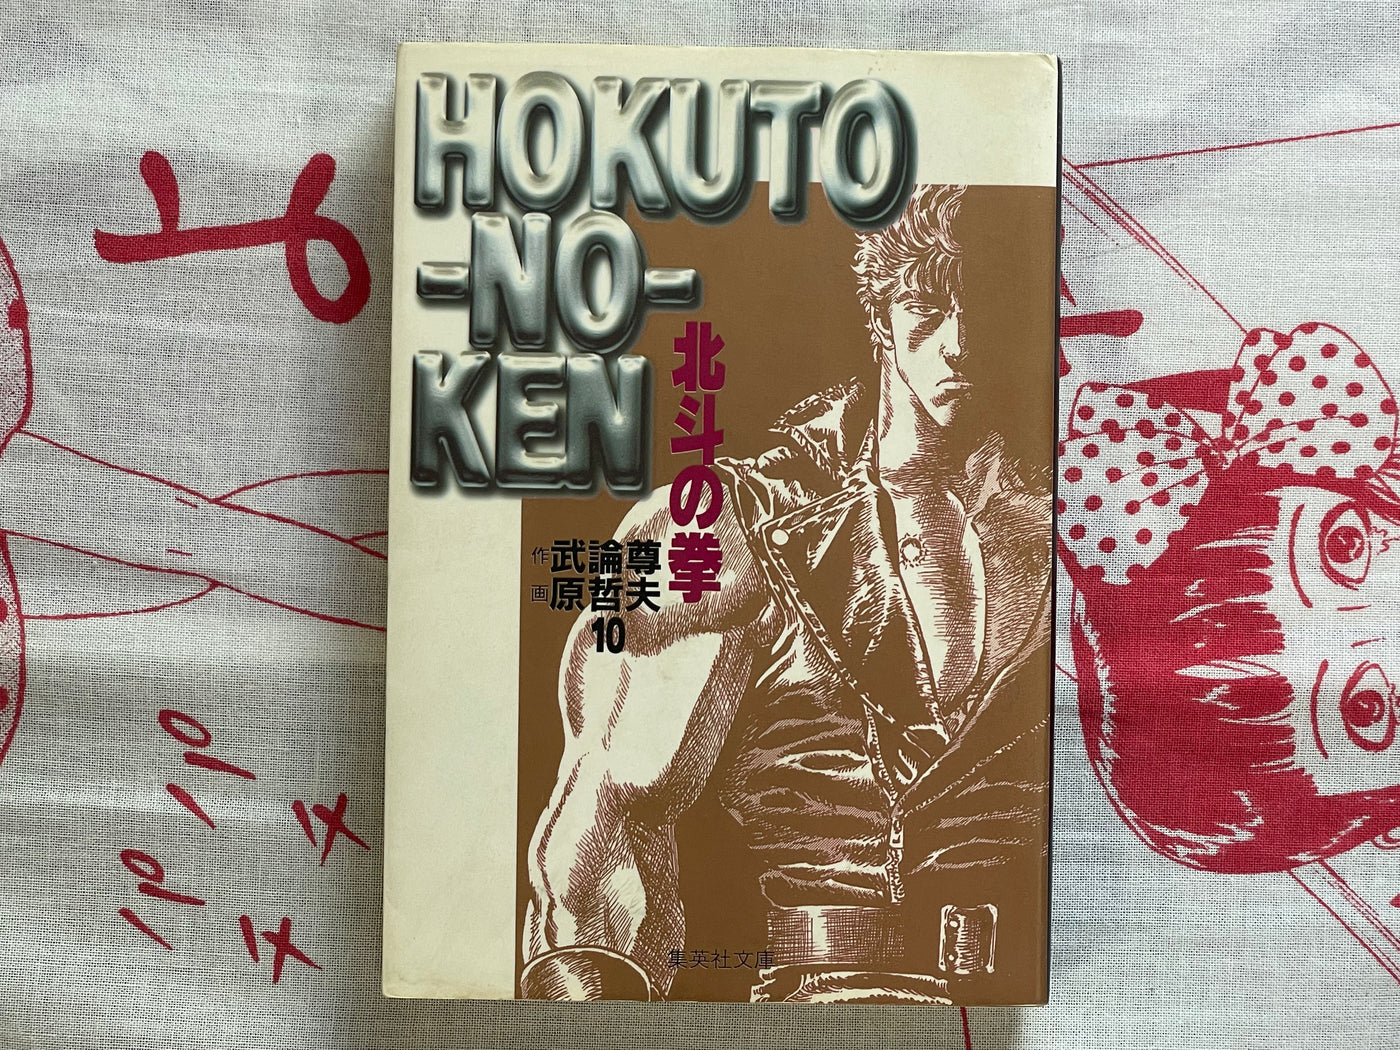 HOKUTO
-NO-
KEN
北斗の拳
作 武論尊
画 原哲夫
10
集英社文庫